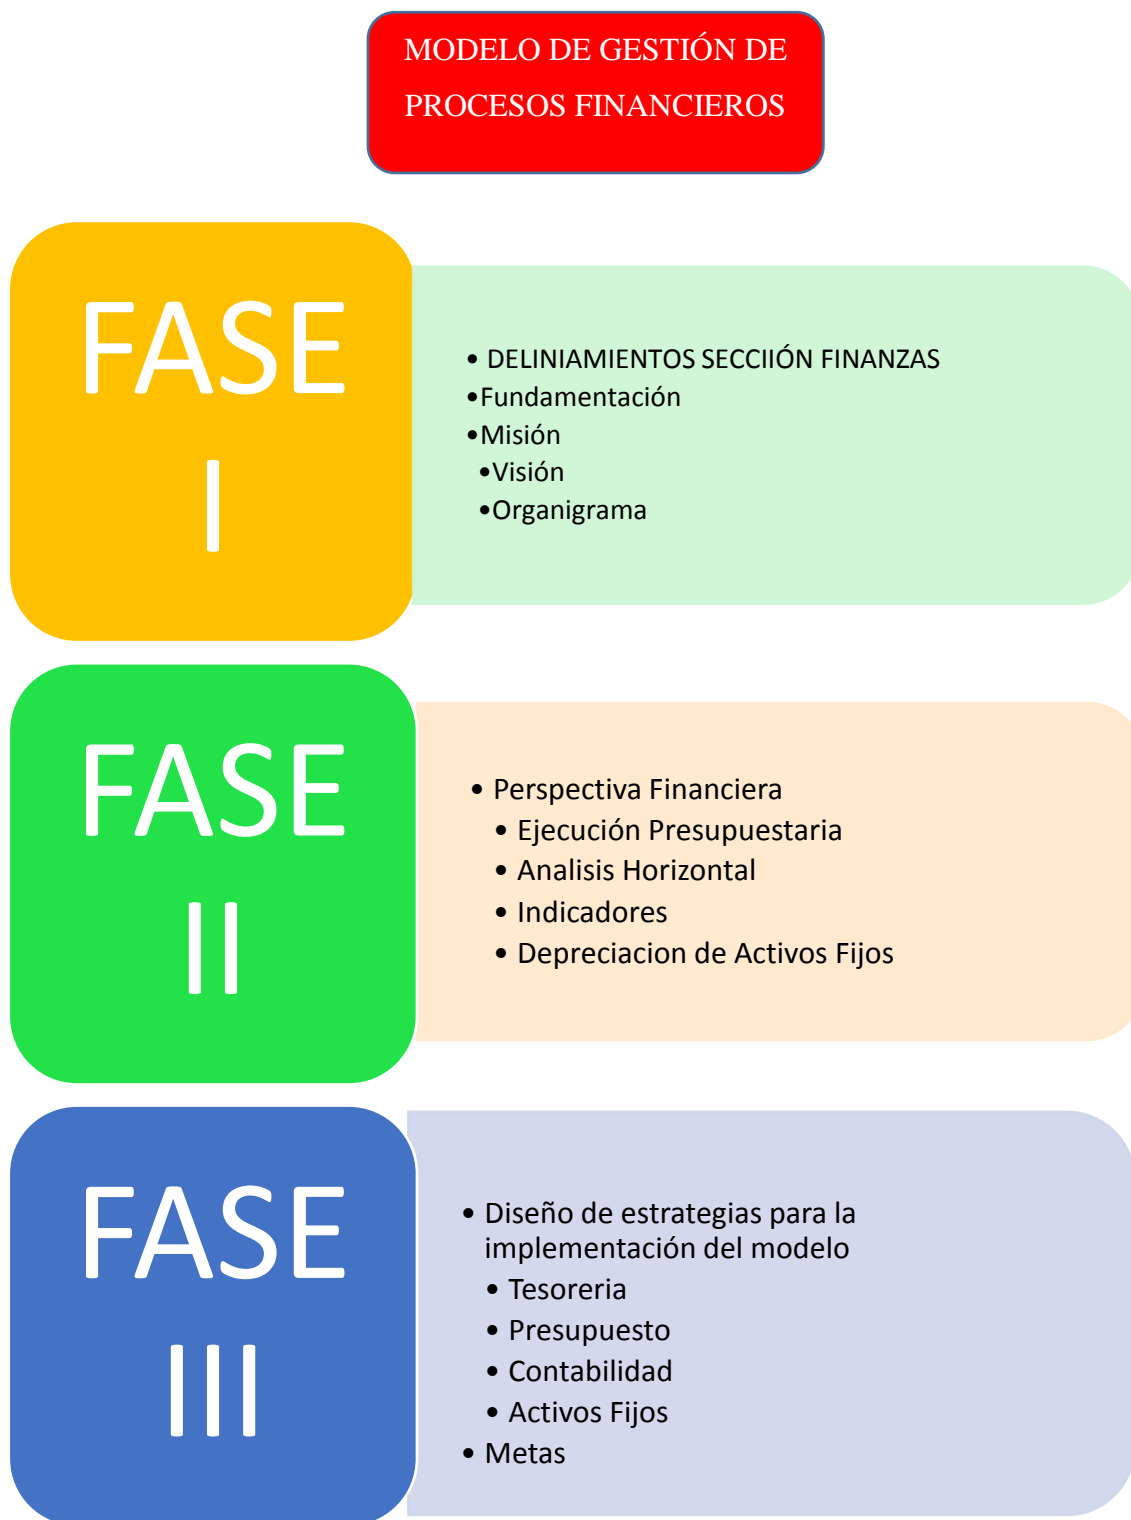 MODELO DE GESTIÓN DE
PROCESOS FINANCIEROS
FASE
I
• DELINIAMIENTOS SECCIIÓN FINANZAS
•Fundamentación
•Misión
•Visión
•Organigrama
FASE
II
• Perspectiva Financiera
• Ejecución Presupuestaria
• Analisis Horizontal
• Indicadores
• Depreciacion de Activos Fijos
FASE
III
• Diseño de estrategias para la
implementación del modelo
• Tesoreria
• Presupuesto
• Contabilidad
• Activos Fijos
• Metas